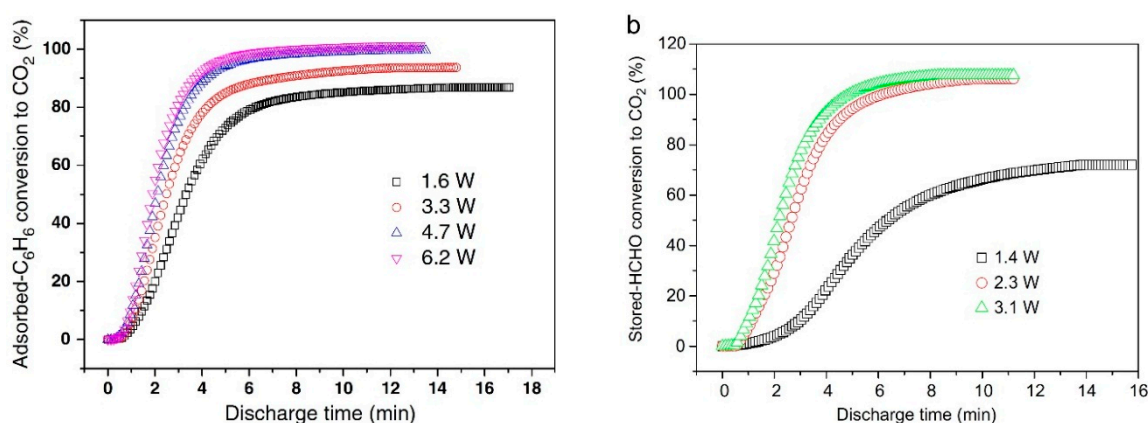 Adsorbed-C₆H₆ conversion to CO₂ (%)
100
80
60
40
20
0
1.6 W
3.3 W
4.7 W
6.2 W
0 2 4 6 8 10 12 14 16 18
Discharge time (min)
b
Stored-HCHO conversion to CO₂ (%)
120
100
80
60
40
20
0
1.4 W
2.3 W
3.1 W
0 2 4 6 8 10 12 14 16
Discharge time (min)